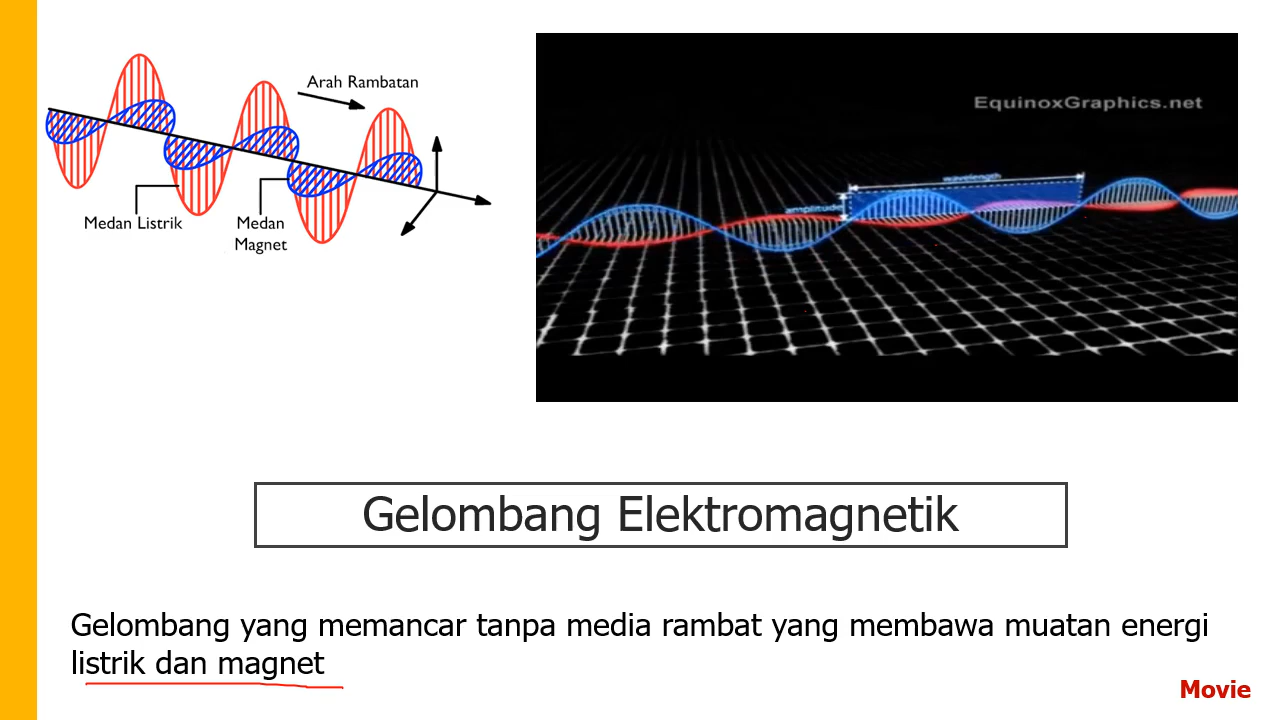 Arah Rambatan
Medan Listrik
Medan
Magnet
EquinoxGraphics.net
wavelength
amplitude
Gelombang Elektromagnetik
Gelombang yang memancar tanpa media rambat yang membawa muatan energi
listrik dan magnet
Movie